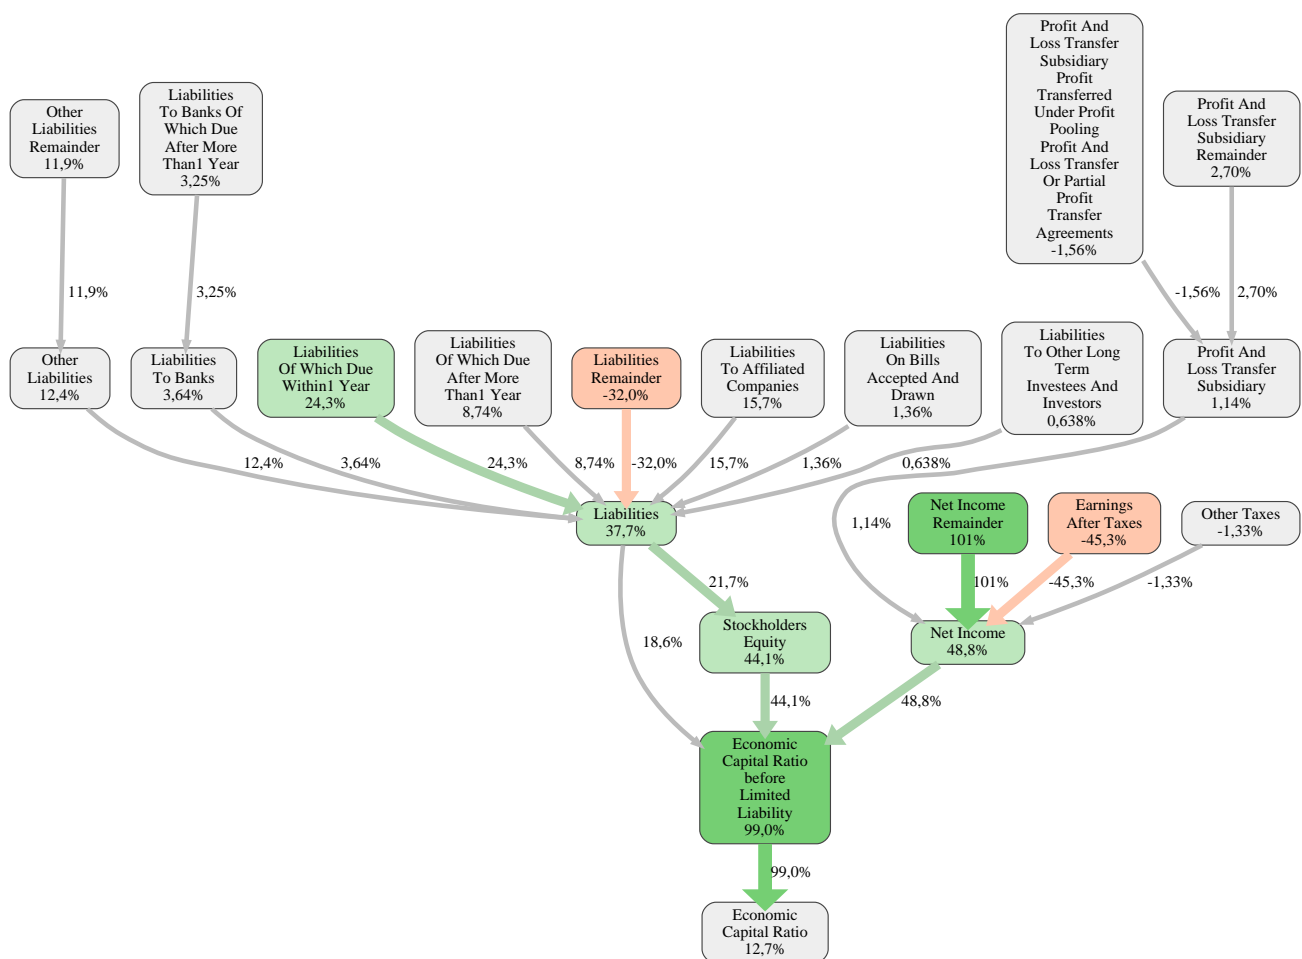 Profit And
Loss Transfer
Subsidiary
Profit
Transferred
Under Profit
Pooling
Profit And
Loss Transfer
Or Partial
Profit
Transfer
Agreements
-1,56%
Other
Liabilities
Remainder
11,9%
Liabilities
To Banks Of
Which Due
After More
Than1 Year
3,25%
Profit And
Loss Transfer
Subsidiary
Remainder
2,70%
11,9%
3,25%
-1,56%
2,70%
Other
Liabilities
12,4%
Liabilities
To Banks
3,64%
Liabilities
Of Which Due
Within1 Year
24,3%
Liabilities
Of Which Due
After More
Than1 Year
8,74%
Liabilities
Remainder
-32,0%
Liabilities
To Affiliated
Companies
15,7%
Liabilities
On Bills
Accepted And
Drawn
1,36%
Liabilities
To Other Long
Term
Investees And
Investors
0,638%
Profit And
Loss Transfer
Subsidiary
1,14%
12,4%
3,64%
24,3%
8,74%
-32,0%
15,7%
1,36%
0,638%
Liabilities
37,7%
1,14%
Net Income
Remainder
101%
Earnings
After Taxes
-45,3%
Other Taxes
-1,33%
21,7%
101%
-45,3%
-1,33%
18,6%
Stockholders
Equity
44,1%
Net Income
48,8%
44,1%
48,8%
Economic
Capital Ratio
before
Limited
Liability
99,0%
99,0%
Economic
Capital Ratio
12,7%